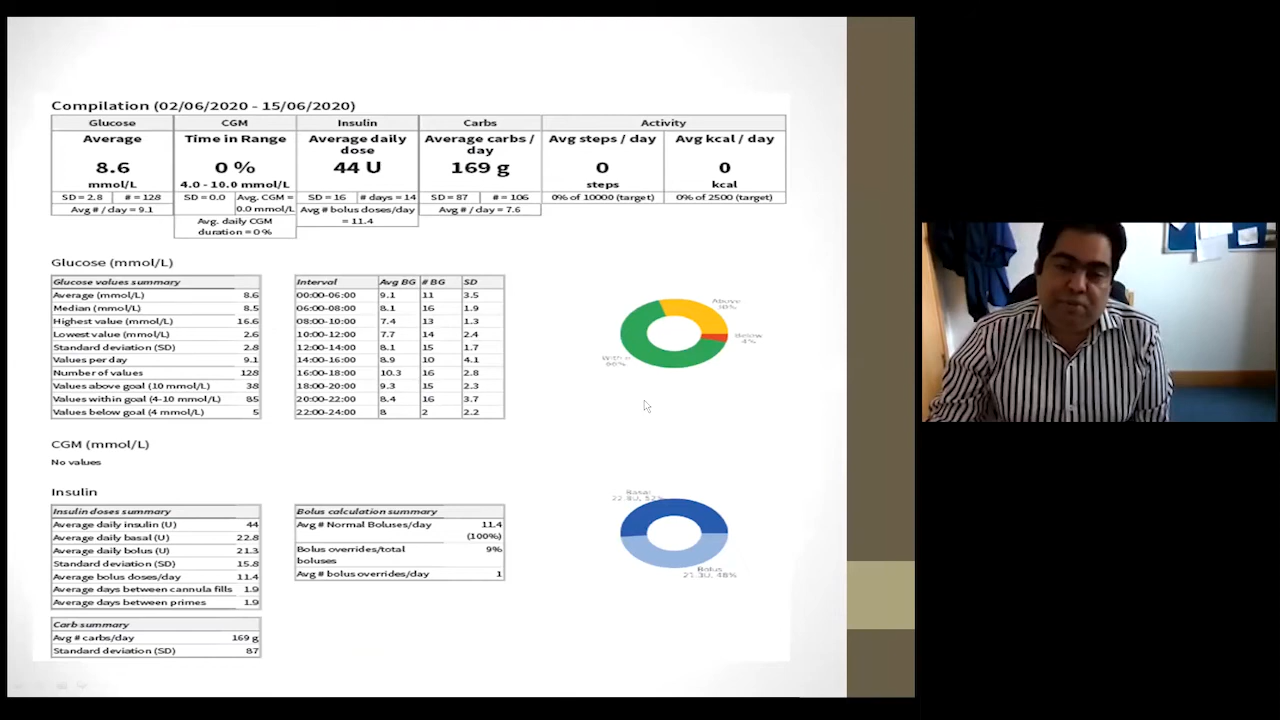 Compilation (02/06/2020 - 15/06/2020)
Glucose CGM Insulin Carbs Activity
Average Time in Range Average daily dose Average carbs / day Avg steps / day Avg kcal / day
8.6 0 % 44 U 169 g 0 0
mmol/L 4.0 - 10.0 mmol/L steps kcal
SD = 2.8 # = 128 SD = 0.0 Avg. CGM = 0.0 mmol/L SD = 16 # days = 14 SD = 87 # = 106 0% of 10000 (target) 0% of 2500 (target)
Avg # / day = 9.1 Avg # bolus doses/day = 11.4 Avg # / day = 7.6
Avg. daily CGM duration = 0 %
Glucose (mmol/L)
Glucose values summary
Average (mmol/L) 8.6
Median (mmol/L) 8.5
Highest value (mmol/L) 16.6
Lowest value (mmol/L) 2.6
Standard deviation (SD) 2.8
Values per day 9.1
Number of values 128
Values above goal (10 mmol/L) 38
Values within goal (4-10 mmol/L) 85
Values below goal (4 mmol/L) 5
Interval Avg BG # BG SD
00:00-06:00 9.1 11 3.5
06:00-08:00 8.1 16 1.9
08:00-10:00 7.4 13 1.3
10:00-12:00 7.7 14 2.4
12:00-14:00 8.1 15 1.7
14:00-16:00 8.9 10 4.1
16:00-18:00 10.3 16 2.8
18:00-20:00 9.3 15 2.3
20:00-22:00 8.4 16 3.7
22:00-24:00 8 2 2.2
Above
30%
Below
4%
66%
CGM (mmol/L)
No values
Insulin
Insulin doses summary
Average daily insulin (U) 44
Average daily basal (U) 22.8
Average daily bolus (U) 21.3
Standard deviation (SD) 15.8
Average bolus doses/day 11.4
Average days between cannula fills 1.9
Average days between primes 1.9
Bolus calculation summary
Avg # Normal Boluses/day 11.4
(100%)
Bolus overrides/total 9%
boluses
Avg # bolus overrides/day 1
Basal
22.8U, 52%
Bolus
21.3U, 48%
Carb summary
Avg # carbs/day 169 g
Standard deviation (SD) 87